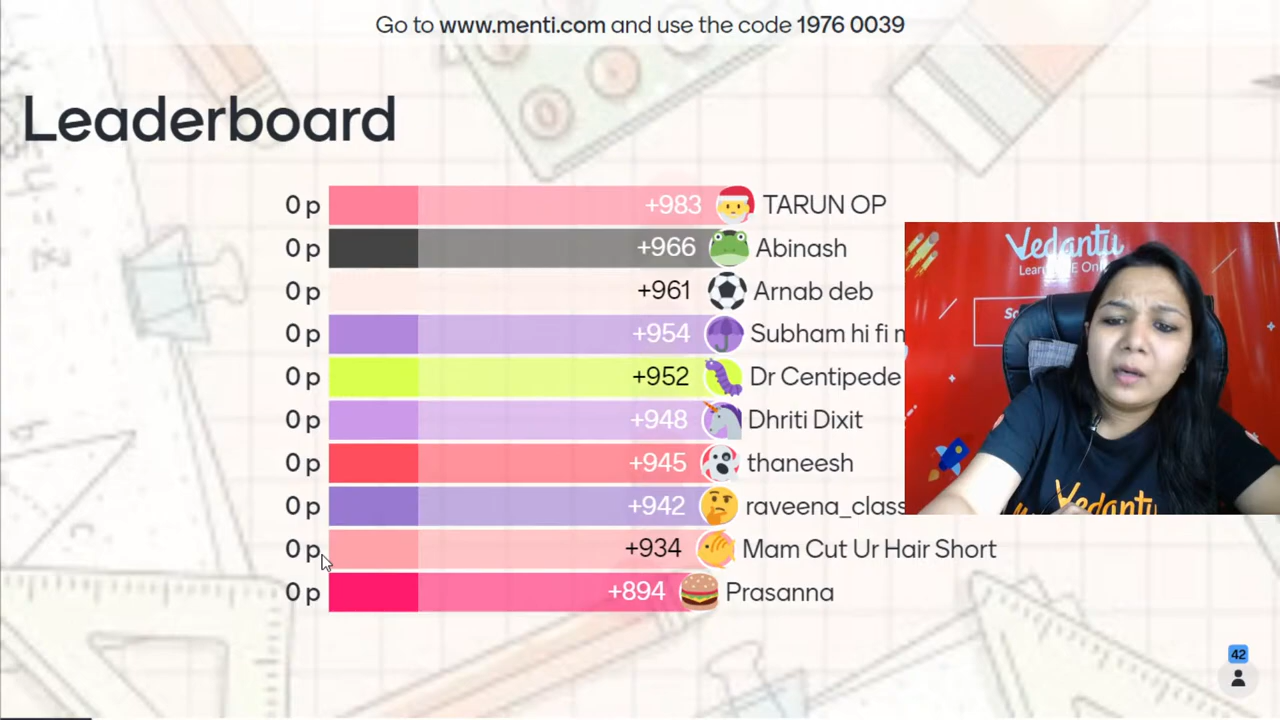 Go to www.menti.com and use the code 1976 0039
Leaderboard
0 p +983 TARUN OP
0 p +966 Abinash
0 p +961 Arnab deb
0 p +954 Subham hi fi
0 p +952 Dr Centipede
0 p +948 Dhriti Dixit
0 p +945 thaneesh
0 p +942 raveena_class
0 p +934 Mam Cut Ur Hair Short
0 p +894 Prasanna
Vedantu
Vedantu
42